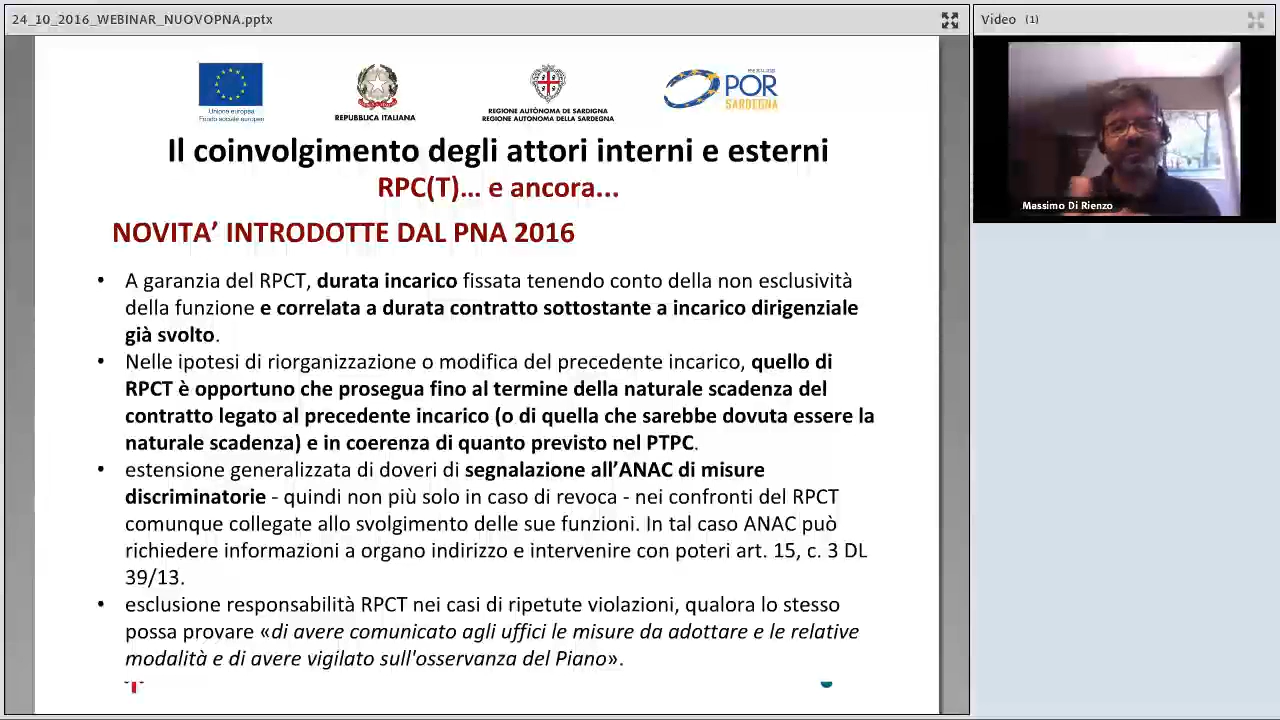 24_10_2016_WEBINAR_NUOVOPNA.pptx
Video (1)
Unione europea
Fondo sociale europeo
REPUBBLICA ITALIANA
REGIONE AUTÒNOMA DE SARDIGNA
REGIONE AUTONOMA DELLA SARDEGNA
POR
SARDEGNA
Massimo Di Rienzo
Il coinvolgimento degli attori interni e esterni
RPC(T)... e ancora...
NOVITA’ INTRODOTTE DAL PNA 2016
• A garanzia del RPCT, durata incarico fissata tenendo conto della non esclusività
della funzione e correlata a durata contratto sottostante a incarico dirigenziale
già svolto.
• Nelle ipotesi di riorganizzazione o modifica del precedente incarico, quello di
RPCT è opportuno che prosegua fino al termine della naturale scadenza del
contratto legato al precedente incarico (o di quella che sarebbe dovuta essere la
naturale scadenza) e in coerenza di quanto previsto nel PTPC.
• estensione generalizzata di doveri di segnalazione all’ANAC di misure
discriminatorie - quindi non più solo in caso di revoca - nei confronti del RPCT
comunque collegate allo svolgimento delle sue funzioni. In tal caso ANAC può
richiedere informazioni a organo indirizzo e intervenire con poteri art. 15, c. 3 DL
39/13.
• esclusione responsabilità RPCT nei casi di ripetute violazioni, qualora lo stesso
possa provare «di avere comunicato agli uffici le misure da adottare e le relative
modalità e di avere vigilato sull'osservanza del Piano».